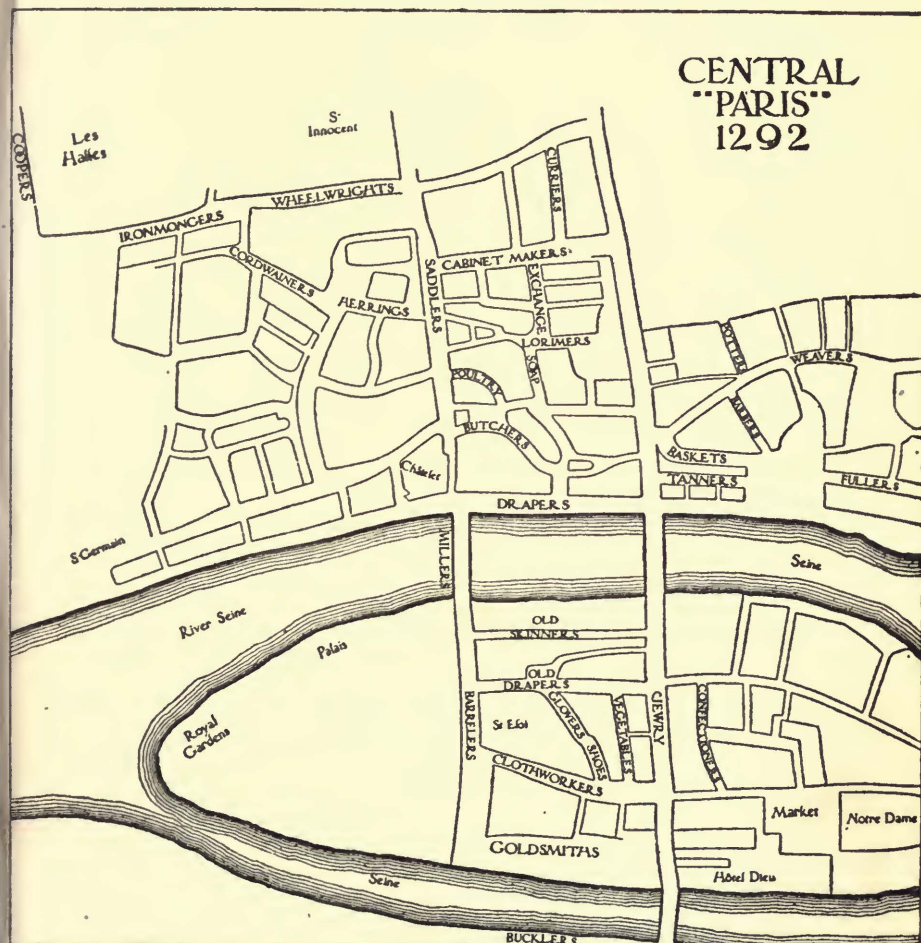 CENTRAL
"PARIS"
1292
Les
Halles
S.
Innocent
COOPERS
CURRIERS
WHEELWRIGHTS
IRONMONGERS
CORDWAINERS
HERRINGS
SADDLERS
CABINET MAKERS
EXCHANGE
LORIMERS
SOAP
POTTERS
WEAVERS
POULTRY
BUTCHERS
BARBERS
BASKETS
TANNERS
FULLERS
Châtelet
DRAPERS
S Germain
MILLERS
Seine
River Seine
Palais
OLD
SKINNERS
OLD
DRAPERS
Royal
Gardens
BARRELERS
St Eloi
GLOVERS
SHOES
VEGETABLES
JEWRY
CONFECTIONERS
CLOTHWORKERS
Market
Notre Dame
GOLDSMITHS
Hôtel Dieu
Seine
BUCKLERS